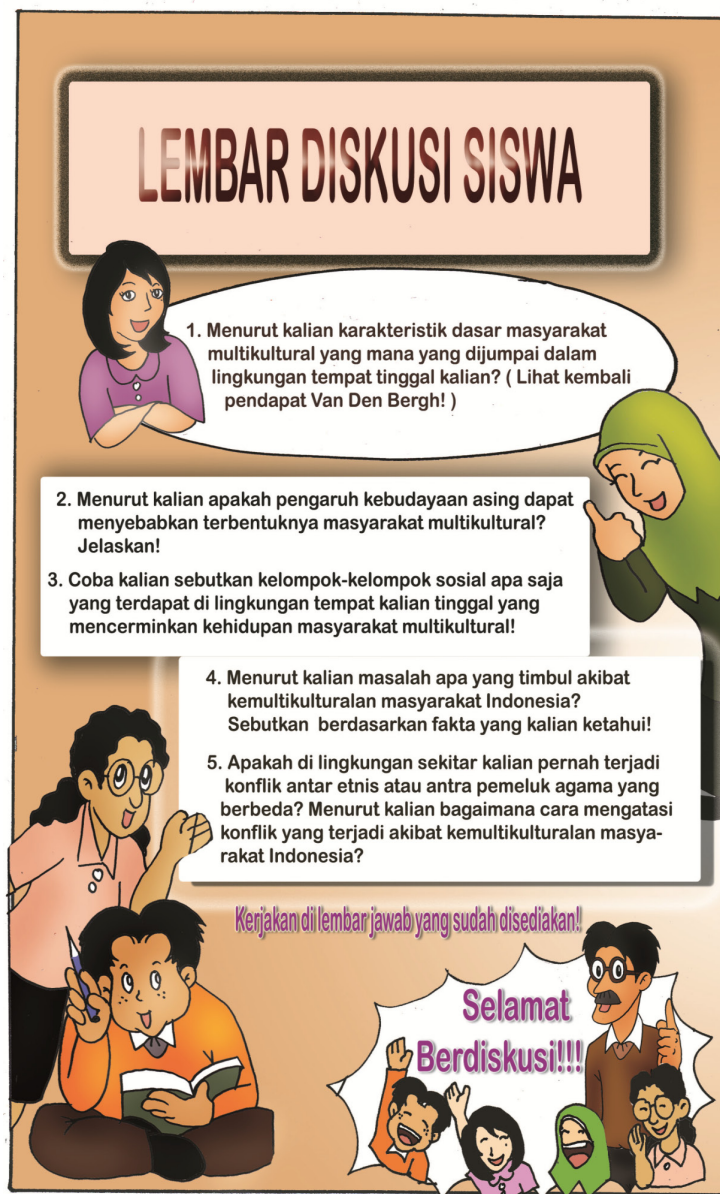 LEMBAR DISKUSI SISWA
1. Menurut kalian karakteristik dasar masyarakat
multikultural yang mana yang dijumpai dalam
lingkungan tempat tinggal kalian? ( Lihat kembali
pendapat Van Den Bergh! )
2. Menurut kalian apakah pengaruh kebudayaan asing dapat
menyebabkan terbentuknya masyarakat multikultural?
Jelaskan!
3. Coba kalian sebutkan kelompok-kelompok sosial apa saja
yang terdapat di lingkungan tempat kalian tinggal yang
mencerminkan kehidupan masyarakat multikultural!
4. Menurut kalian masalah apa yang timbul akibat
kemultikulturalan masyarakat Indonesia?
Sebutkan berdasarkan fakta yang kalian ketahui!
5. Apakah di lingkungan sekitar kalian pernah terjadi
konflik antar etnis atau antra pemeluk agama yang
berbeda? Menurut kalian bagaimana cara mengatasi
konflik yang terjadi akibat kemultikulturalan masya-
rakat Indonesia?
Kerjakan di lembar jawab yang sudah disediakan!
Selamat
Berdiskusi!!!